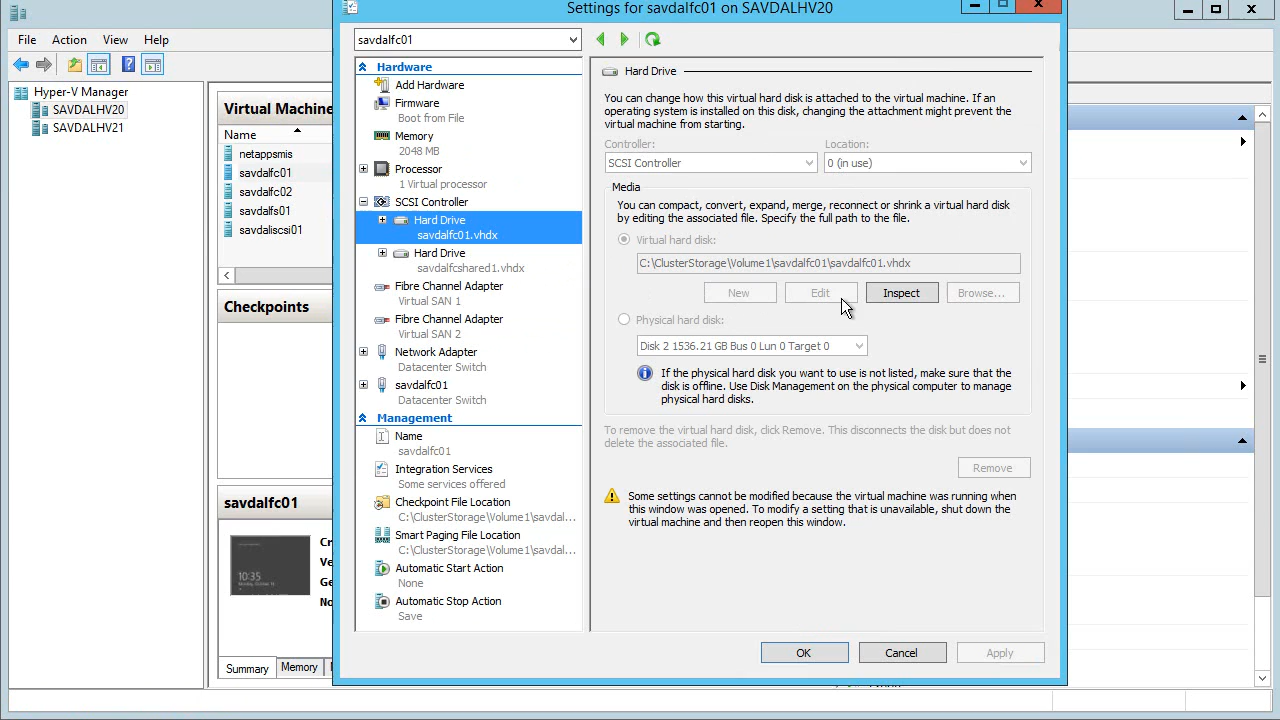 Settings for savdalfc01 on SAVDALHV20
File Action View Help
Hyper-V Manager
SAVDALHV20
SAVDALHV21
Virtual Machine
Name
netappsmis
savdalfc01
savdalfc02
savdalfs01
savdaliscsi01
Checkpoints
savdalfc01
10:35
Summary Memory
savdalfc01
Hardware
Add Hardware
Firmware
Boot from File
Memory
2048 MB
Processor
1 Virtual processor
SCSI Controller
Hard Drive
savdalfc01.vhdx
Hard Drive
savdalfcshared1.vhdx
Fibre Channel Adapter
Virtual SAN 1
Fibre Channel Adapter
Virtual SAN 2
Network Adapter
Datacenter Switch
savdalfc01
Datacenter Switch
Management
Name
savdalfc01
Integration Services
Some services offered
Checkpoint File Location
C:\ClusterStorage\Volume1\savdal...
Smart Paging File Location
C:\ClusterStorage\Volume1\savdal...
Automatic Start Action
None
Automatic Stop Action
Save
Hard Drive
You can change how this virtual hard disk is attached to the virtual machine. If an
operating system is installed on this disk, changing the attachment might prevent the
virtual machine from starting.
Controller: Location:
SCSI Controller 0 (in use)
Media
You can compact, convert, expand, merge, reconnect or shrink a virtual hard disk
by editing the associated file. Specify the full path to the file.
Virtual hard disk:
C:\ClusterStorage\Volume1\savdalfc01\savdalfc01.vhdx
New Edit Inspect Browse...
Physical hard disk:
Disk 2 1536.21 GB Bus 0 Lun 0 Target 0
If the physical hard disk you want to use is not listed, make sure that the
disk is offline. Use Disk Management on the physical computer to manage
physical hard disks.
To remove the virtual hard disk, click Remove. This disconnects the disk but does not
delete the associated file.
Remove
Some settings cannot be modified because the virtual machine was running when
this window was opened. To modify a setting that is unavailable, shut down the
virtual machine and then reopen this window.
OK Cancel Apply